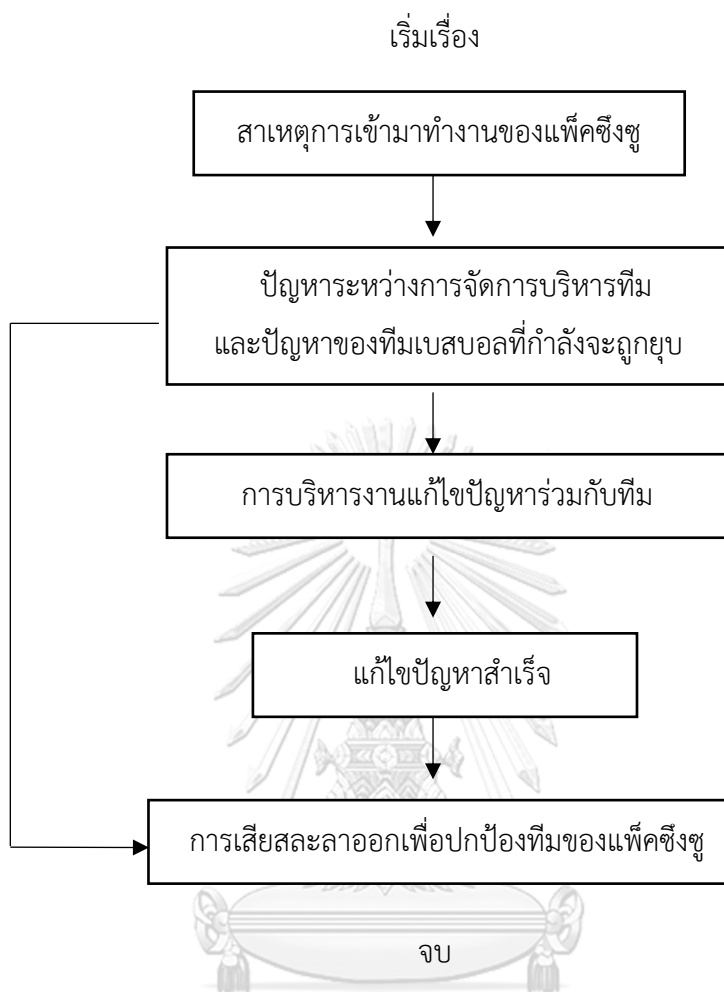 เริ่มเรื่อง
สาเหตุการเข้ามาทำงานของแพ็คซึงซู
ปัญหาระหว่างการจัดการบริหารทีม
และปัญหาของทีมเบสบอลที่กำลังจะถูกยุบ
การบริหารงานแก้ไขปัญหาร่วมกับทีม
แก้ไขปัญหาสำเร็จ
การเสียสละลาออกเพื่อปกป้องทีมของแพ็คซึงซู
จบ